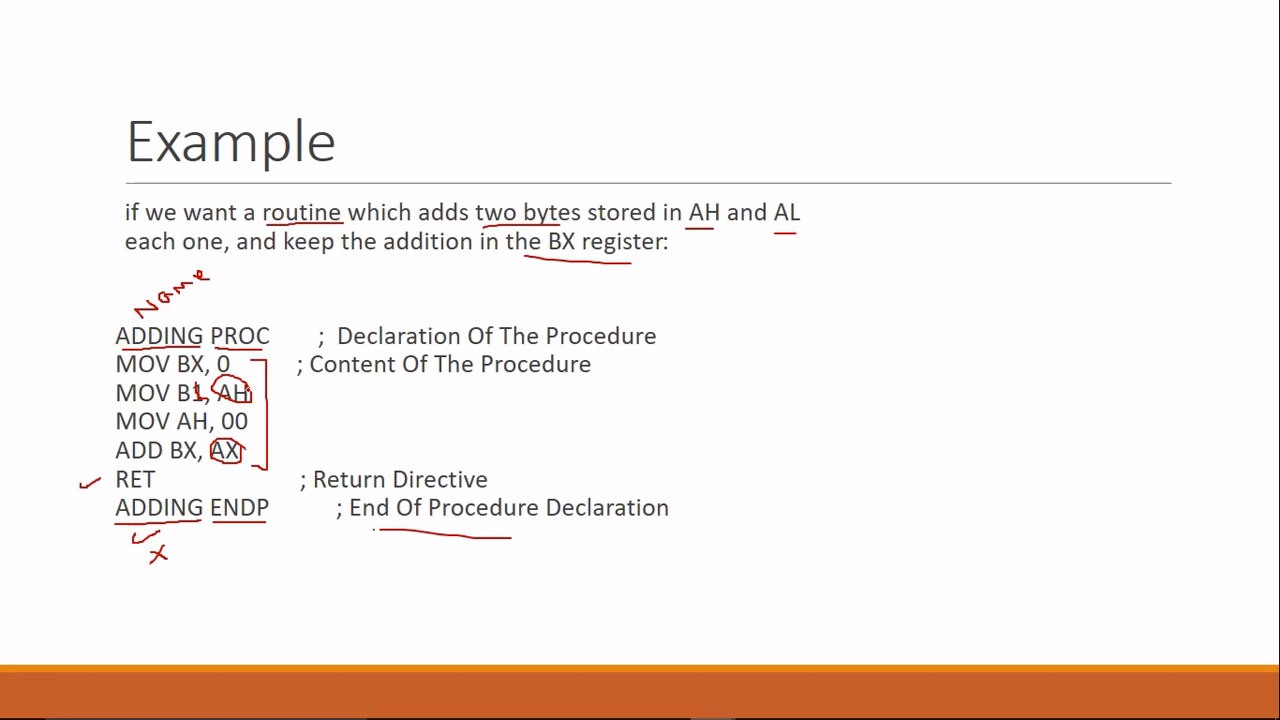 Example
if we want a routine which adds two bytes stored in AH and AL
each one, and keep the addition in the BX register:
Name
ADDING PROC ; Declaration Of The Procedure
MOV BX, 0 ; Content Of The Procedure
MOV BL, AH
MOV AH, 00
ADD BX, AX
RET ; Return Directive
ADDING ENDP ; End Of Procedure Declaration
x